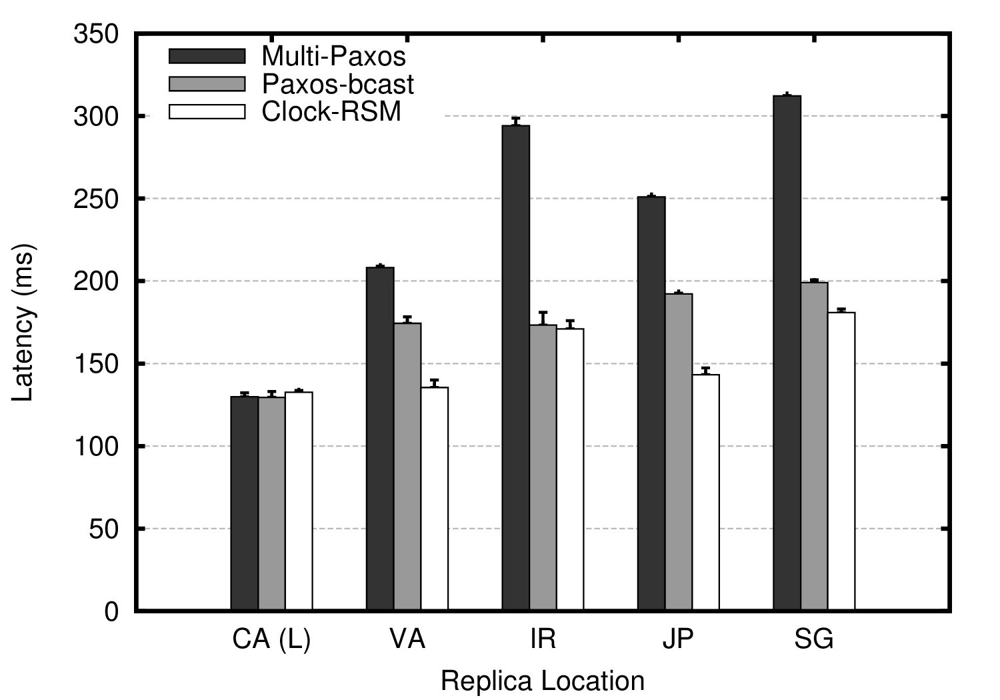 Multi-Paxos
Paxos-bcast
Clock-RSM
350
300
250
200
150
100
50
0
Latency (ms)
CA (L) VA IR JP SG
Replica Location